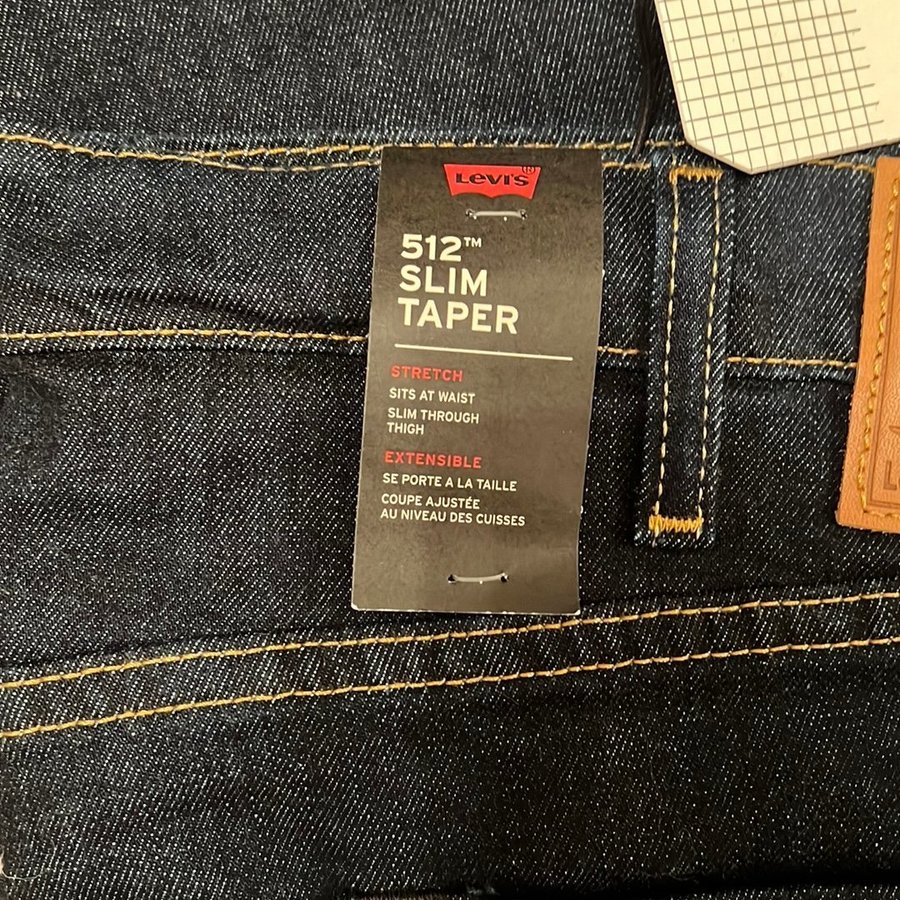 Levi's®
512™
SLIM
TAPER
STRETCH
SITS AT WAIST
SLIM THROUGH
THIGH
EXTENSIBLE
SE PORTE A LA TAILLE
COUPE AJUSTÉE
AU NIVEAU DES CUISSES